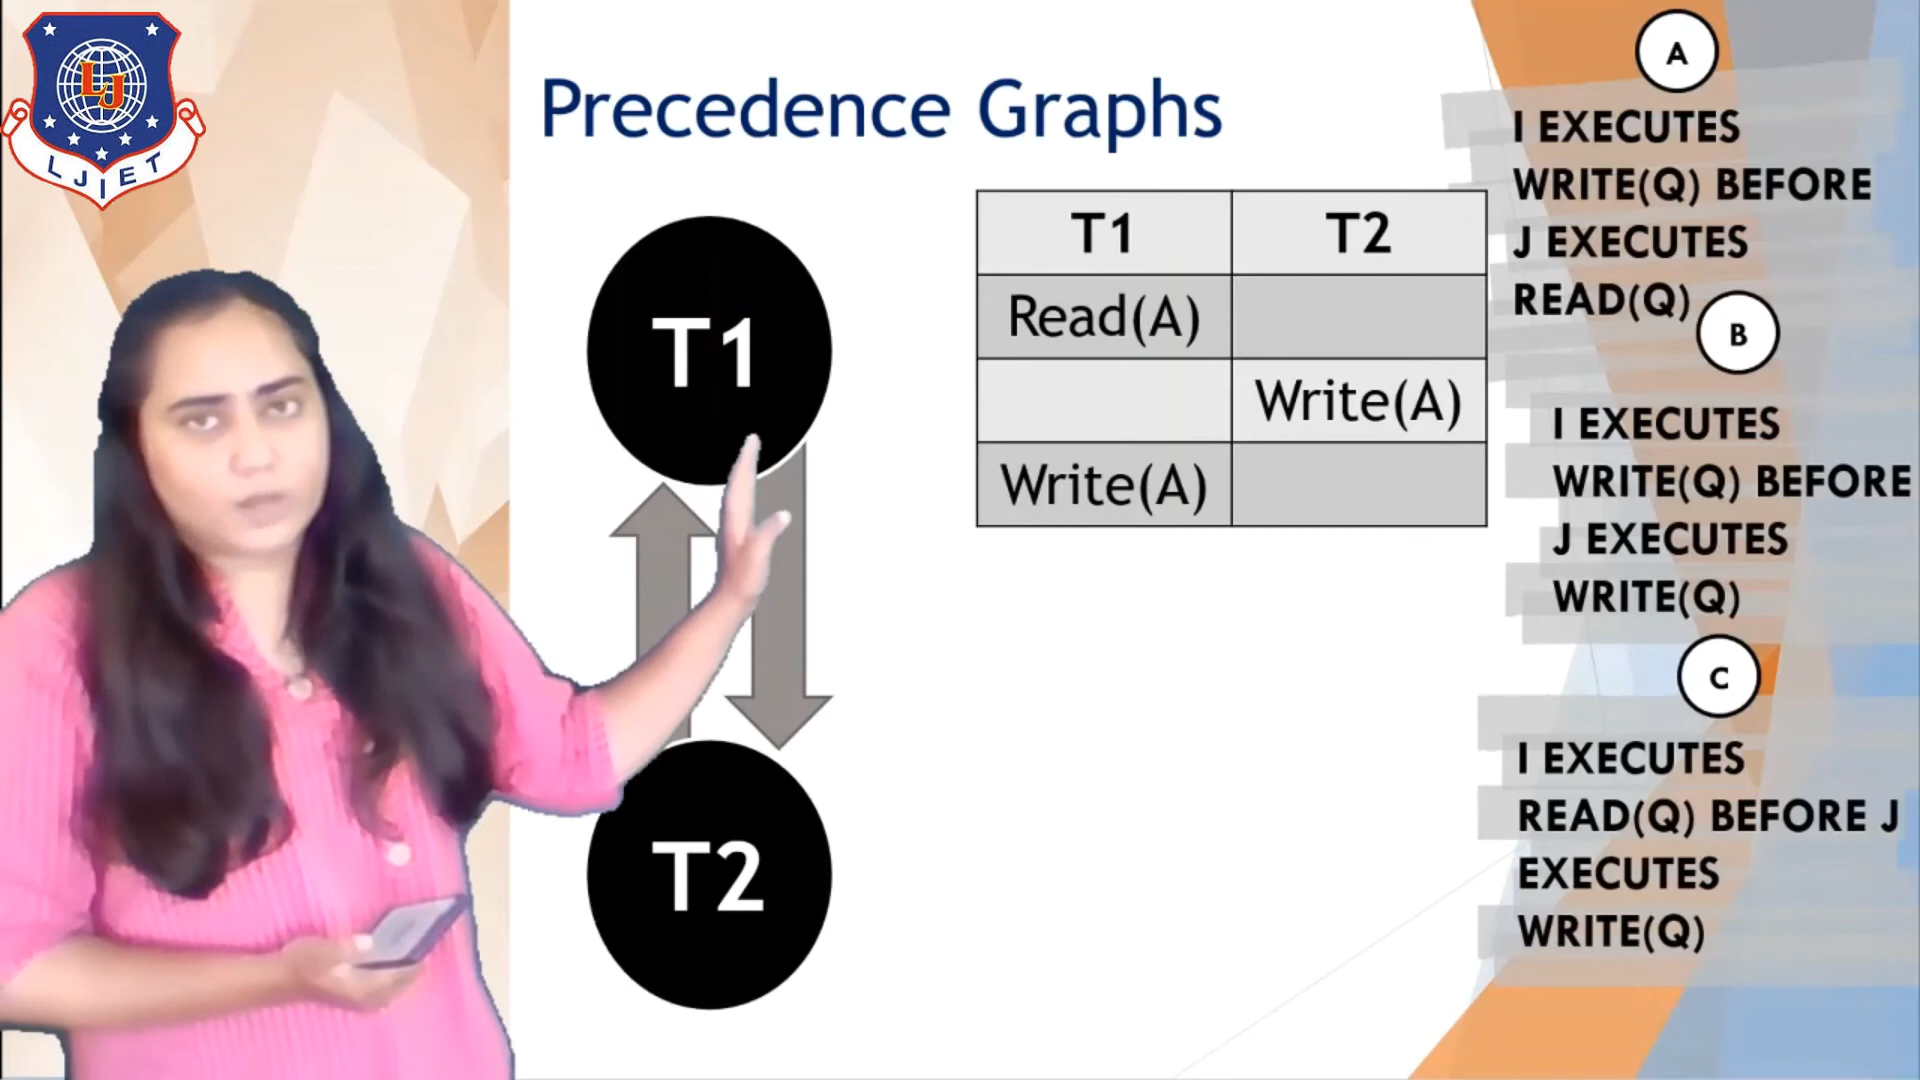 LJ
LJIET
Precedence Graphs
T1
T2
T1 T2
Read(A)
Write(A)
Write(A)
A
I EXECUTES
WRITE(Q) BEFORE
J EXECUTES
READ(Q)
B
I EXECUTES
WRITE(Q) BEFORE
J EXECUTES
WRITE(Q)
C
I EXECUTES
READ(Q) BEFORE J
EXECUTES
WRITE(Q)